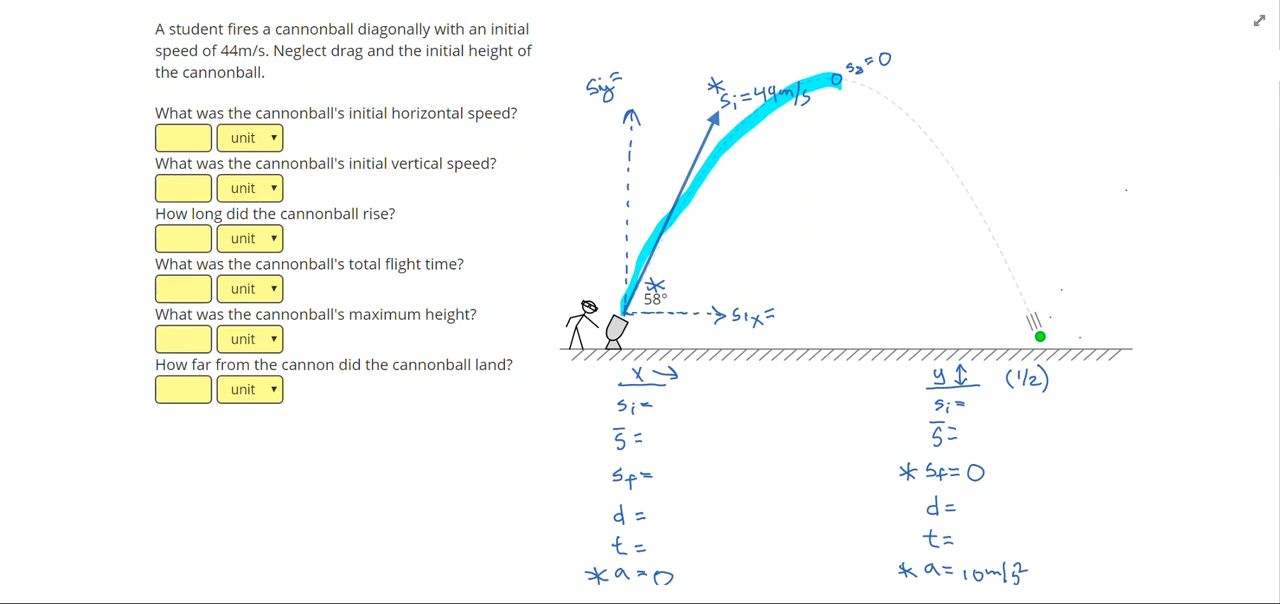 A student fires a cannonball diagonally with an initial
speed of 44m/s. Neglect drag and the initial height of
the cannonball.
What was the cannonball's initial horizontal speed?
unit
What was the cannonball's initial vertical speed?
unit
How long did the cannonball rise?
unit
What was the cannonball's total flight time?
unit
What was the cannonball's maximum height?
unit
How far from the cannon did the cannonball land?
unit
siy=
* si=44m/s
=0
*
58°
six=
x →
si=
s̅=
sf=
d=
t=
* a=0
y ↕ (1/2)
si=
s̅=
* sf=0
d=
t=
* a=10m/s²